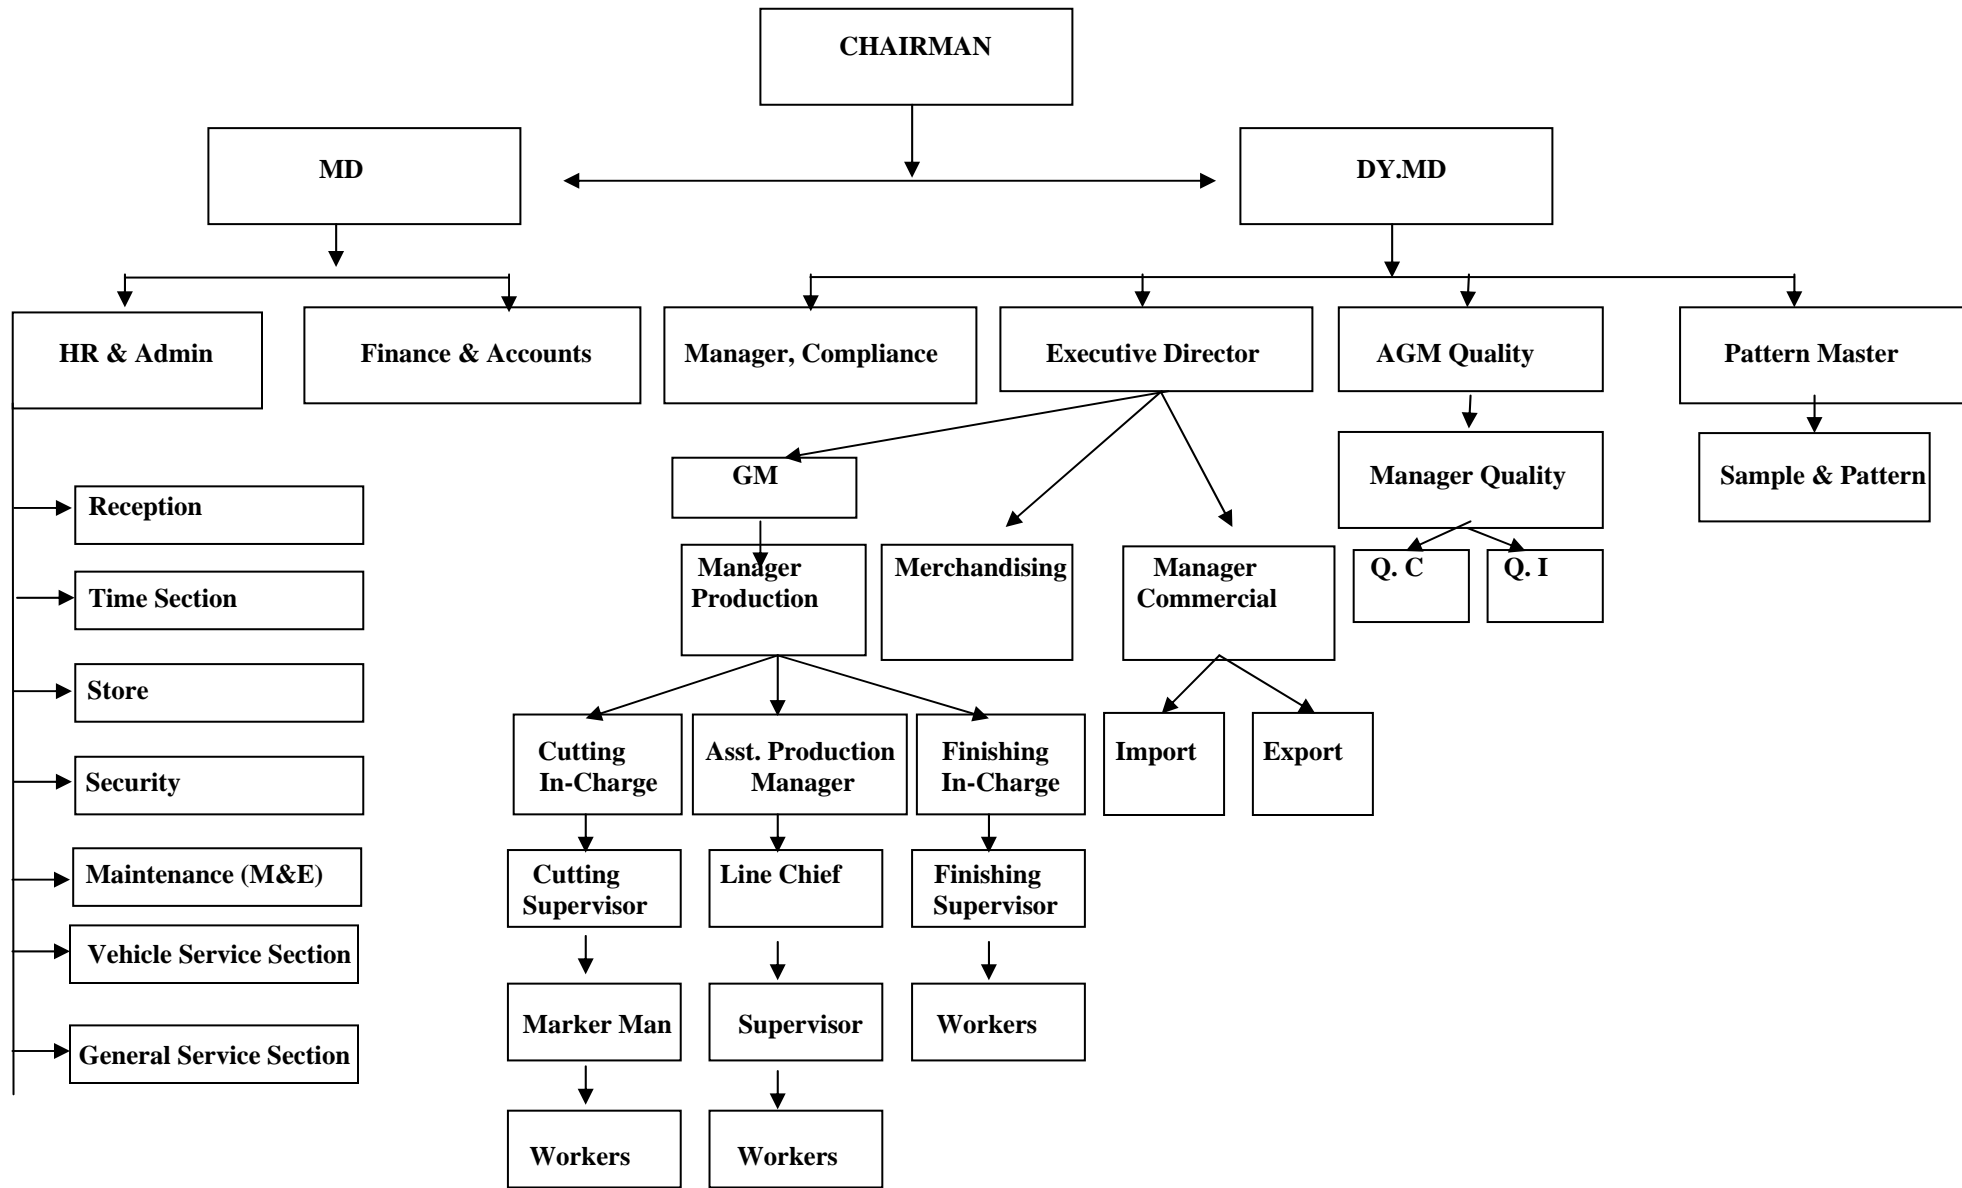 CHAIRMAN
MD
DY.MD
HR & Admin
Finance & Accounts
Manager, Compliance
Executive Director
AGM Quality
Pattern Master
GM
Manager Quality
Sample & Pattern
Reception
Time Section
Store
Security
Maintenance (M&E)
Vehicle Service Section
General Service Section
Manager
Production
Merchandising
Manager
Commercial
Q. C
Q. I
Cutting
In-Charge
Asst. Production
Manager
Finishing
In-Charge
Import
Export
Cutting
Supervisor
Line Chief
Finishing
Supervisor
Marker Man
Supervisor
Workers
Workers
Workers